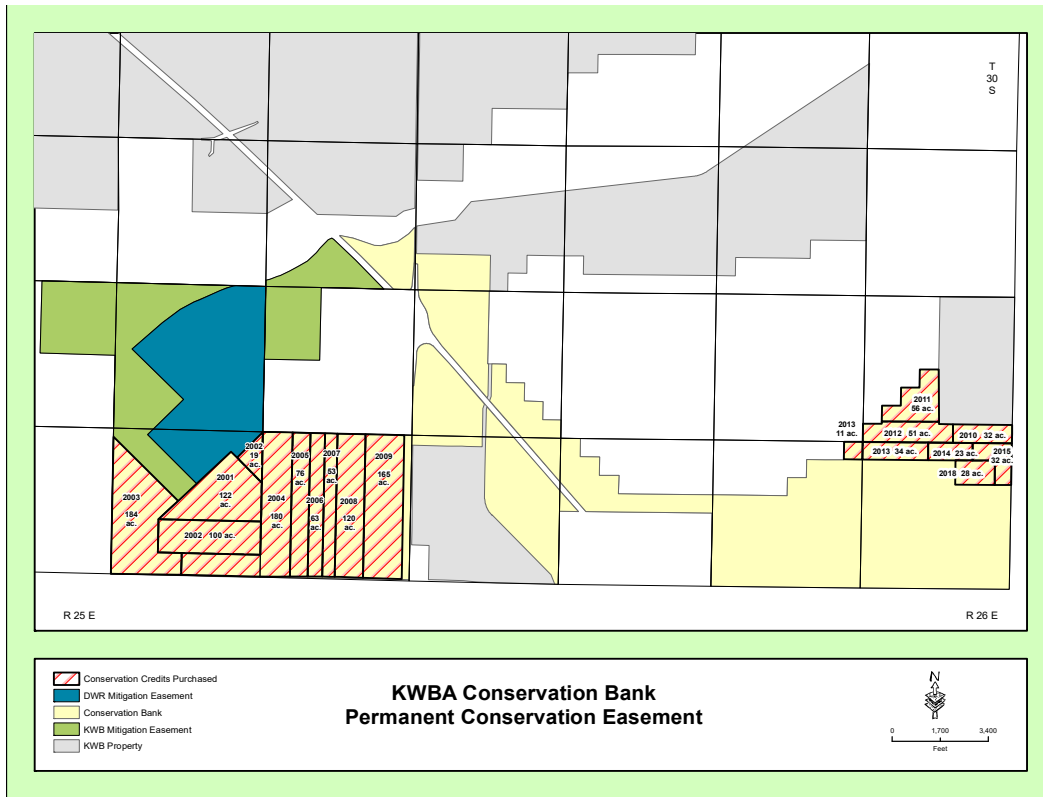 T
30
S
2011
56 ac.
2013
11 ac.
2012 51 ac.
2010 32 ac.
2013 34 ac.
2014 23 ac.
2015
32 ac.
2018 28 ac.
2002
19
ac.
2001
122
ac.
2003
184
ac.
2002 100 ac.
2004
180
ac.
2005
76
ac.
2006
63
ac.
2007
53
ac.
2008
120
ac.
2009
165
ac.
R 25 E
R 26 E
Conservation Credits Purchased
DWR Mitigation Easement
Conservation Bank
KWB Mitigation Easement
KWB Property
KWBA Conservation Bank
Permanent Conservation Easement
N
0 1,700 3,400
Feet